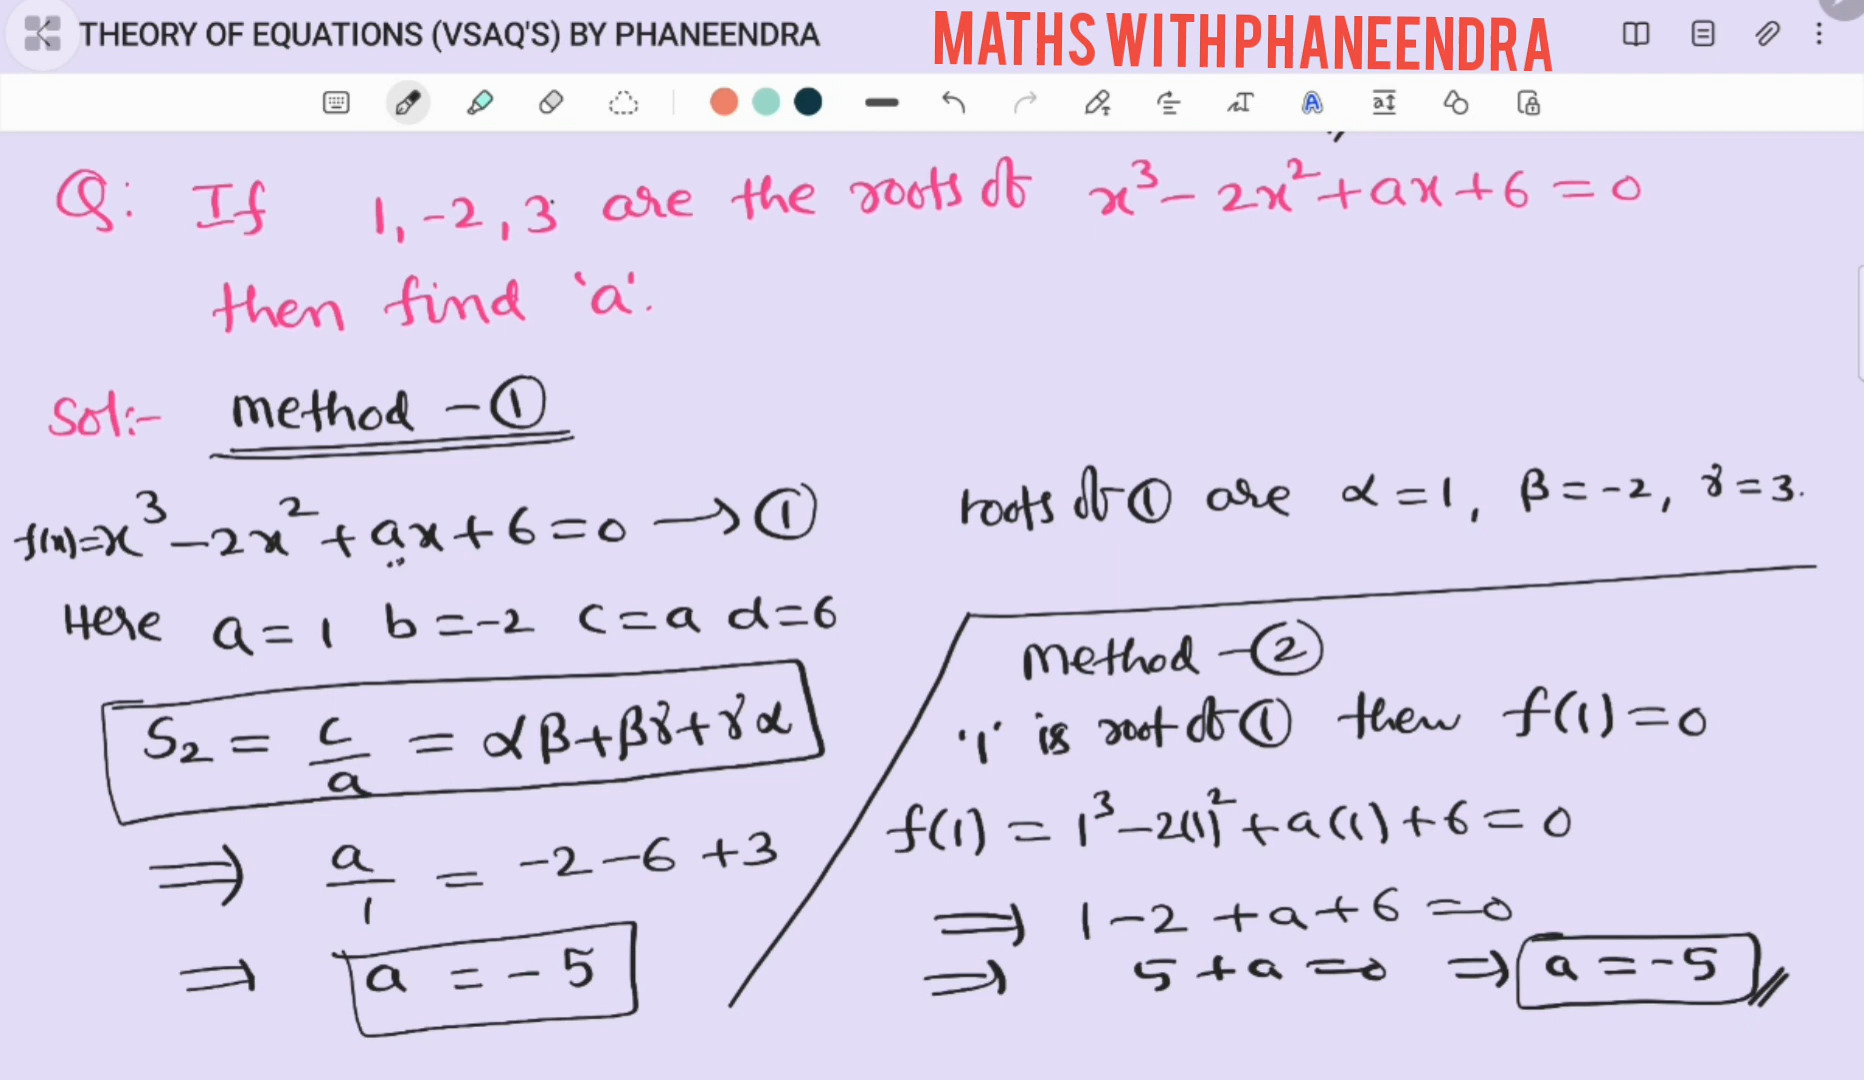 THEORY OF EQUATIONS (VSAQ'S) BY PHANEENDRA
MATHS WITH PHANEENDRA
Q: If 1, -2, 3 are the roots of x³ - 2x² + ax + 6 = 0
then find 'a'.
Sol:- method - ①
f(x) = x³ - 2x² + ax + 6 = 0 → ①
roots of ① are α = 1, β = -2, γ = 3.
Here a = 1 b = -2 c = a d = 6
S₂ = c/a = αβ + βγ + γα
⇒ a/1 = -2 - 6 + 3
⇒ a = -5
method - ②
'1' is root of ① then f(1) = 0
f(1) = 1³ - 2(1)² + a(1) + 6 = 0
⇒ 1 - 2 + a + 6 = 0
⇒ 5 + a = 0 ⇒ a = -5